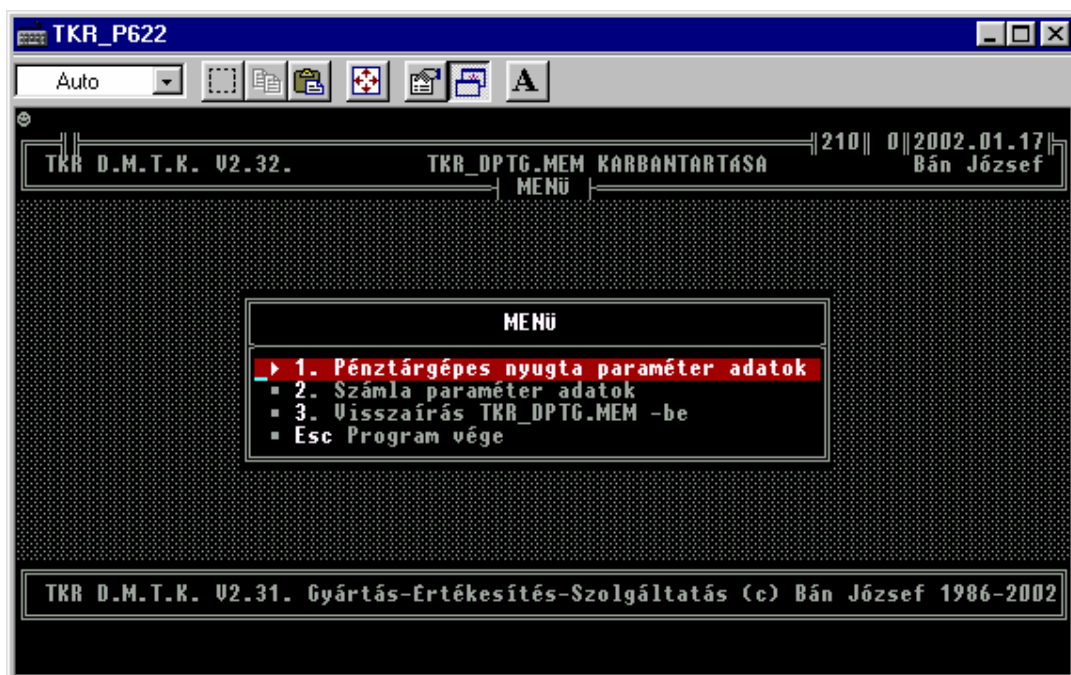 TKR_P622
Auto
A
210 0 2002.01.17
TKR D.M.T.K. V2.32. TKR_DPTG.MEM KARBANTARTáSA Bán József
MENü
MENü
1. Pénztárgépes nyugta paraméter adatok
2. Számla paraméter adatok
3. Visszaírás TKR_DPTG.MEM -be
Esc Program vége
TKR D.M.T.K. V2.31. Gyártás-Értékesítés-Szolgáltatás (c) Bán József 1986-2002